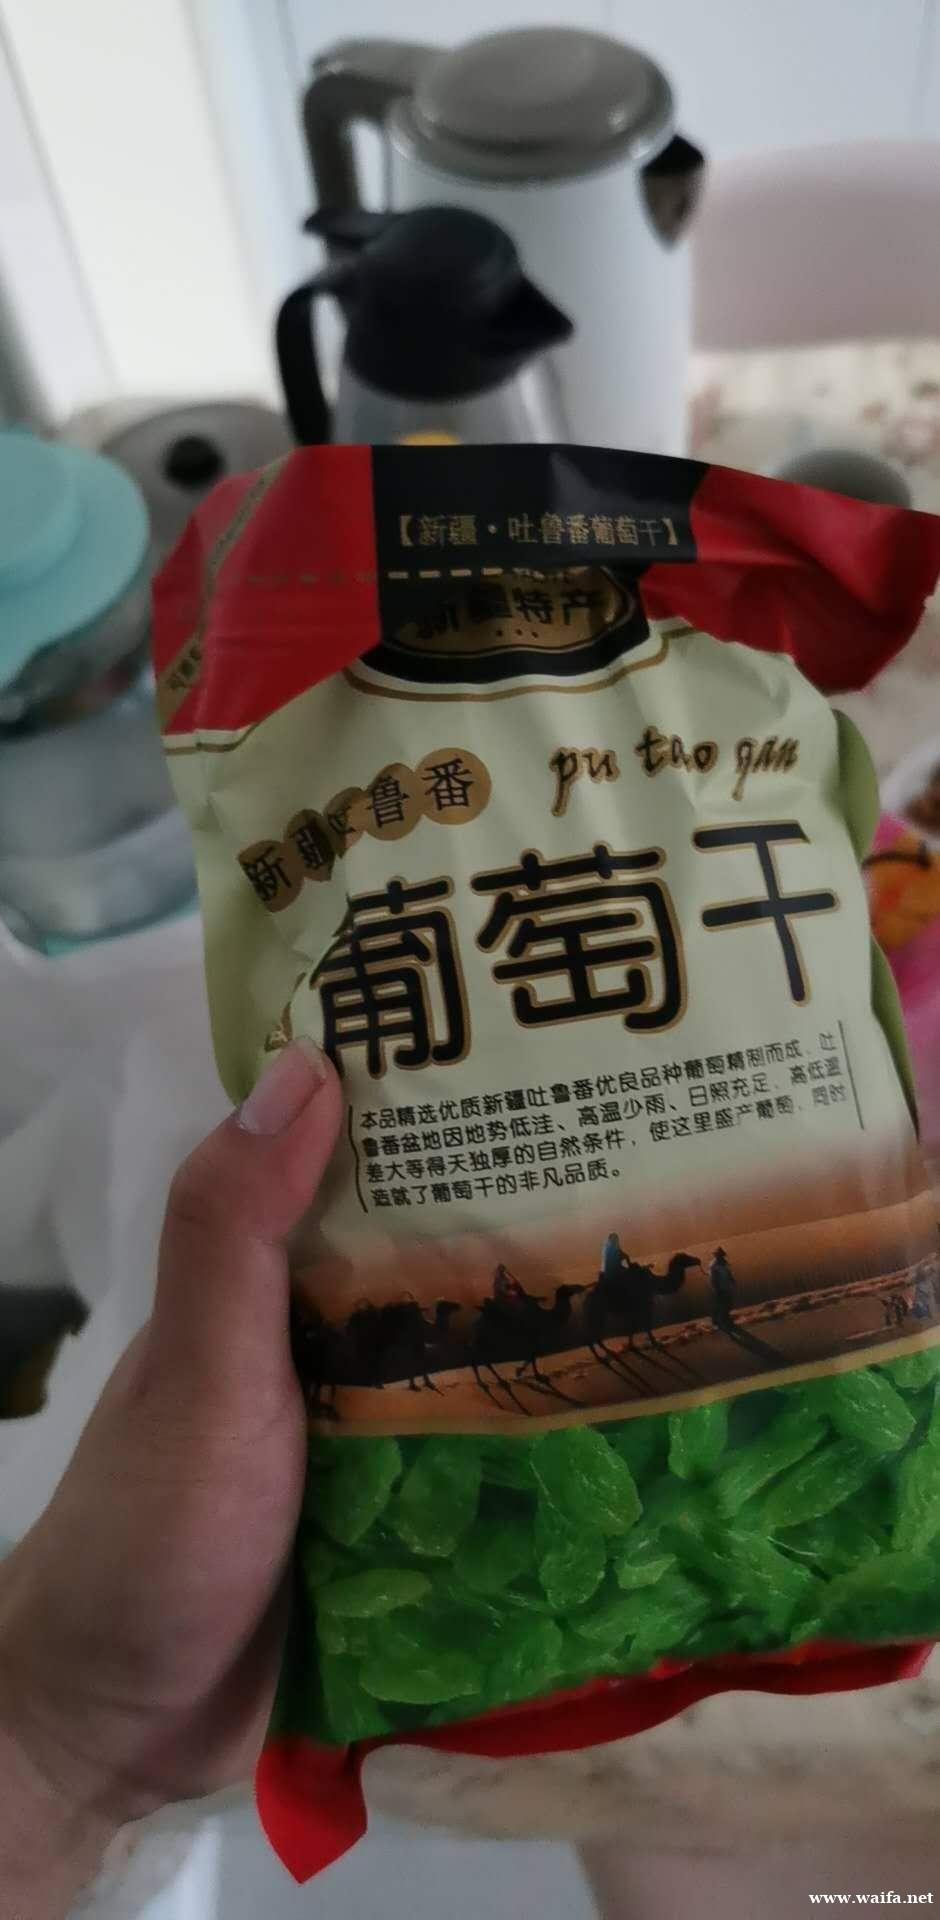 【新疆·吐鲁番葡萄干】
新疆特产
新疆吐鲁番
pu tao gan
葡萄干
本品精选优质新疆吐鲁番优良品种葡萄精制而成。吐
鲁番盆地因地势低洼、高温少雨、日照充足、高低温
差大等得天独厚的自然条件，使这里盛产葡萄，同时
造就了葡萄干的非凡品质。
净
www.waifa.net